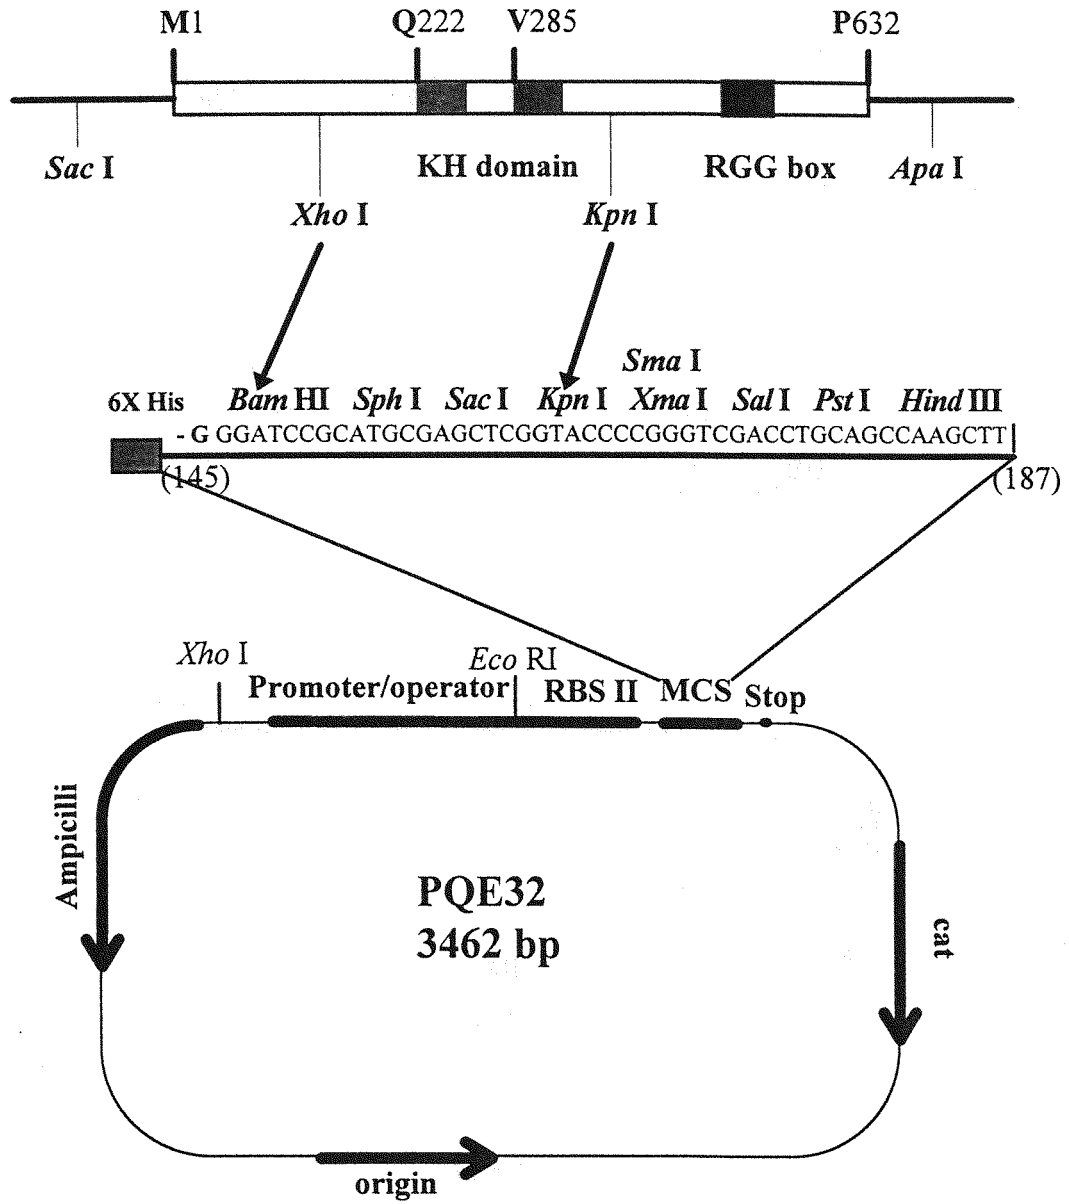 M1 Q222 V285 P632
Sac I KH domain RGG box Apa I
Xho I Kpn I
Sma I
6X His Bam HI Sph I Sac I Kpn I Xma I Sal I Pst I Hind III
- G GGATCCGCATGCGAGCTCGGTACCCCGGGTCGACCTGCAGCCAAGCTT
(145) (187)
Xho I Eco RI
Promoter/operator RBS II MCS Stop
Ampicilli
PQE32
3462 bp
cat
origin